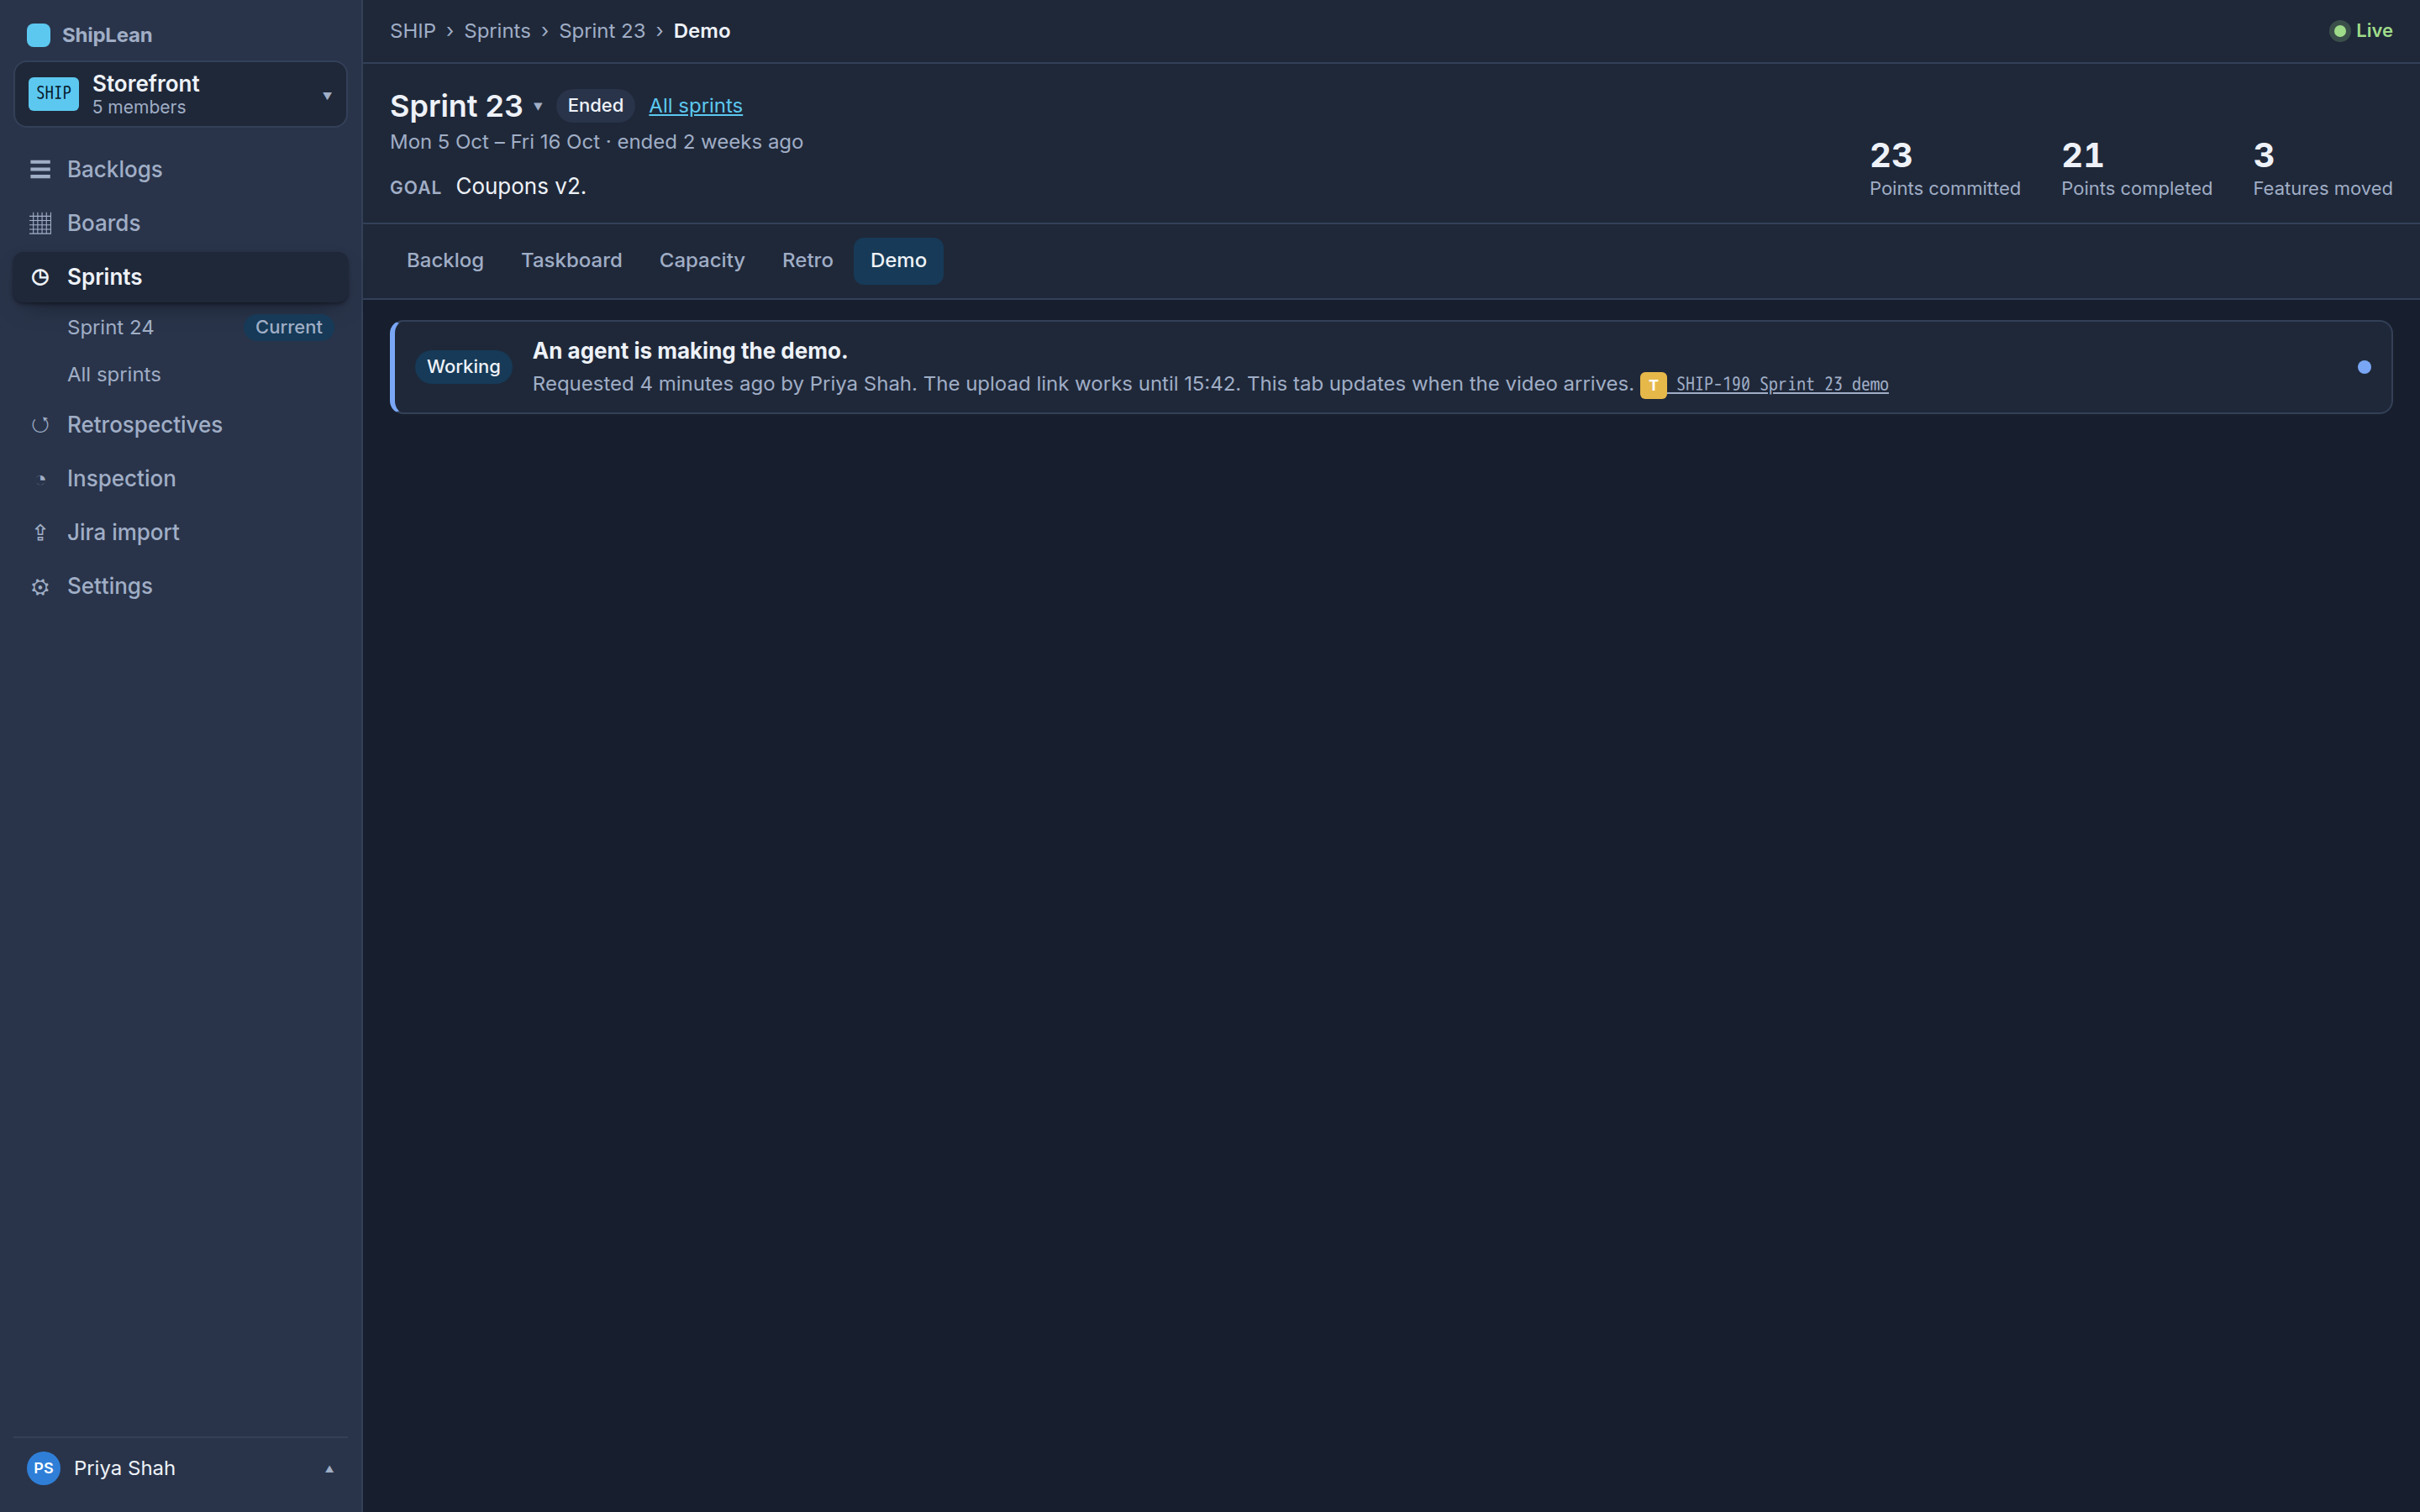 ShipLean
SHIP
Storefront
5 members
Backlogs
Boards
Sprints
Sprint 24
Current
All sprints
Retrospectives
Inspection
Jira import
Settings
PS
Priya Shah
SHIP › Sprints › Sprint 23 › Demo
Live
Sprint 23
Ended
All sprints
Mon 5 Oct – Fri 16 Oct · ended 2 weeks ago
GOAL Coupons v2.
23
Points committed
21
Points completed
3
Features moved
Backlog
Taskboard
Capacity
Retro
Demo
Working
An agent is making the demo.
Requested 4 minutes ago by Priya Shah. The upload link works until 15:42. This tab updates when the video arrives. T SHIP-190 Sprint 23 demo